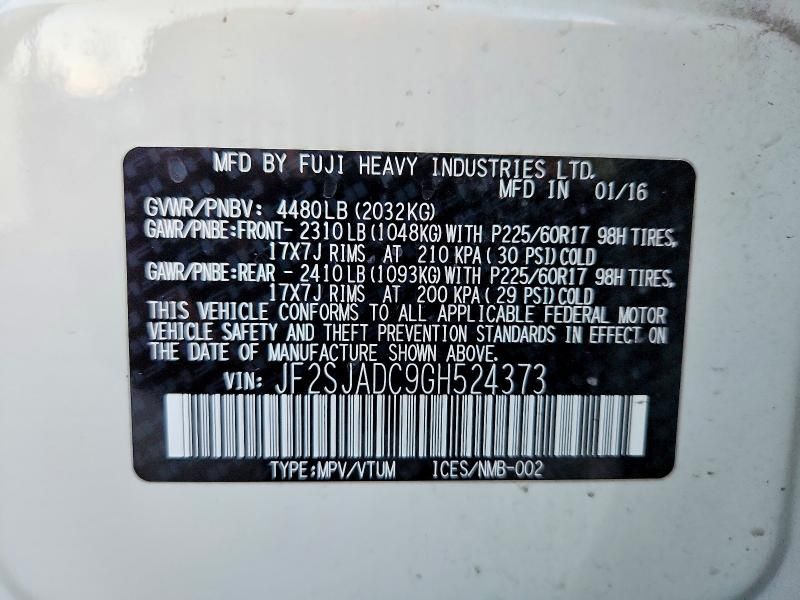 MFD BY FUJI HEAVY INDUSTRIES LTD.
MFD IN 01/16
GVWR/PNBV: 4480LB(2032KG)
GAWR/PNBE:FRONT- 2310LB(1048KG)WITH P225/60R17 98H TIRES,
17X7J RIMS AT 210 KPA( 30 PSI)COLD
GAWR/PNBE:REAR - 2410LB(1093KG)WITH P225/60R17 98H TIRES,
17X7J RIMS AT 200 KPA( 29 PSI)COLD
THIS VEHICLE CONFORMS TO ALL APPLICABLE FEDERAL MOTOR
VEHICLE SAFETY AND THEFT PREVENTION STANDARDS IN EFFECT ON
THE DATE OF MANUFACTURE SHOWN ABOVE.
VIN: JF2SJADC9GH524373
TYPE:MPV/VTUM ICES/NMB-002